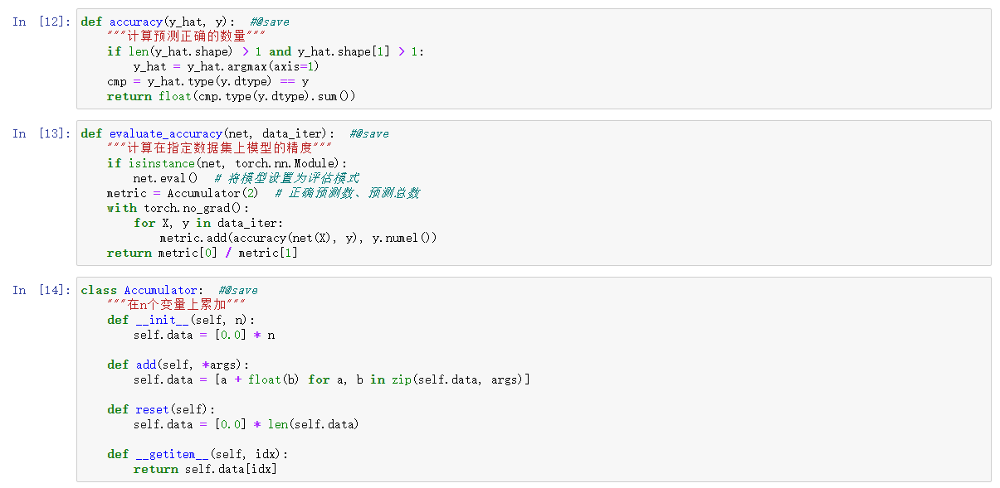 In [12]: def accuracy(y_hat, y):  #@save
    """计算预测正确的数量"""
    if len(y_hat.shape) > 1 and y_hat.shape[1] > 1:
        y_hat = y_hat.argmax(axis=1)
    cmp = y_hat.type(y.dtype) == y
    return float(cmp.type(y.dtype).sum())
In [13]: def evaluate_accuracy(net, data_iter):  #@save
    """计算在指定数据集上模型的精度"""
    if isinstance(net, torch.nn.Module):
        net.eval()  # 将模型设置为评估模式
    metric = Accumulator(2)  # 正确预测数、预测总数
    with torch.no_grad():
        for X, y in data_iter:
            metric.add(accuracy(net(X), y), y.numel())
    return metric[0] / metric[1]
In [14]: class Accumulator:  #@save
    """在n个变量上累加"""
    def __init__(self, n):
        self.data = [0.0] * n
    def add(self, *args):
        self.data = [a + float(b) for a, b in zip(self.data, args)]
    def reset(self):
        self.data = [0.0] * len(self.data)
    def __getitem__(self, idx):
        return self.data[idx]